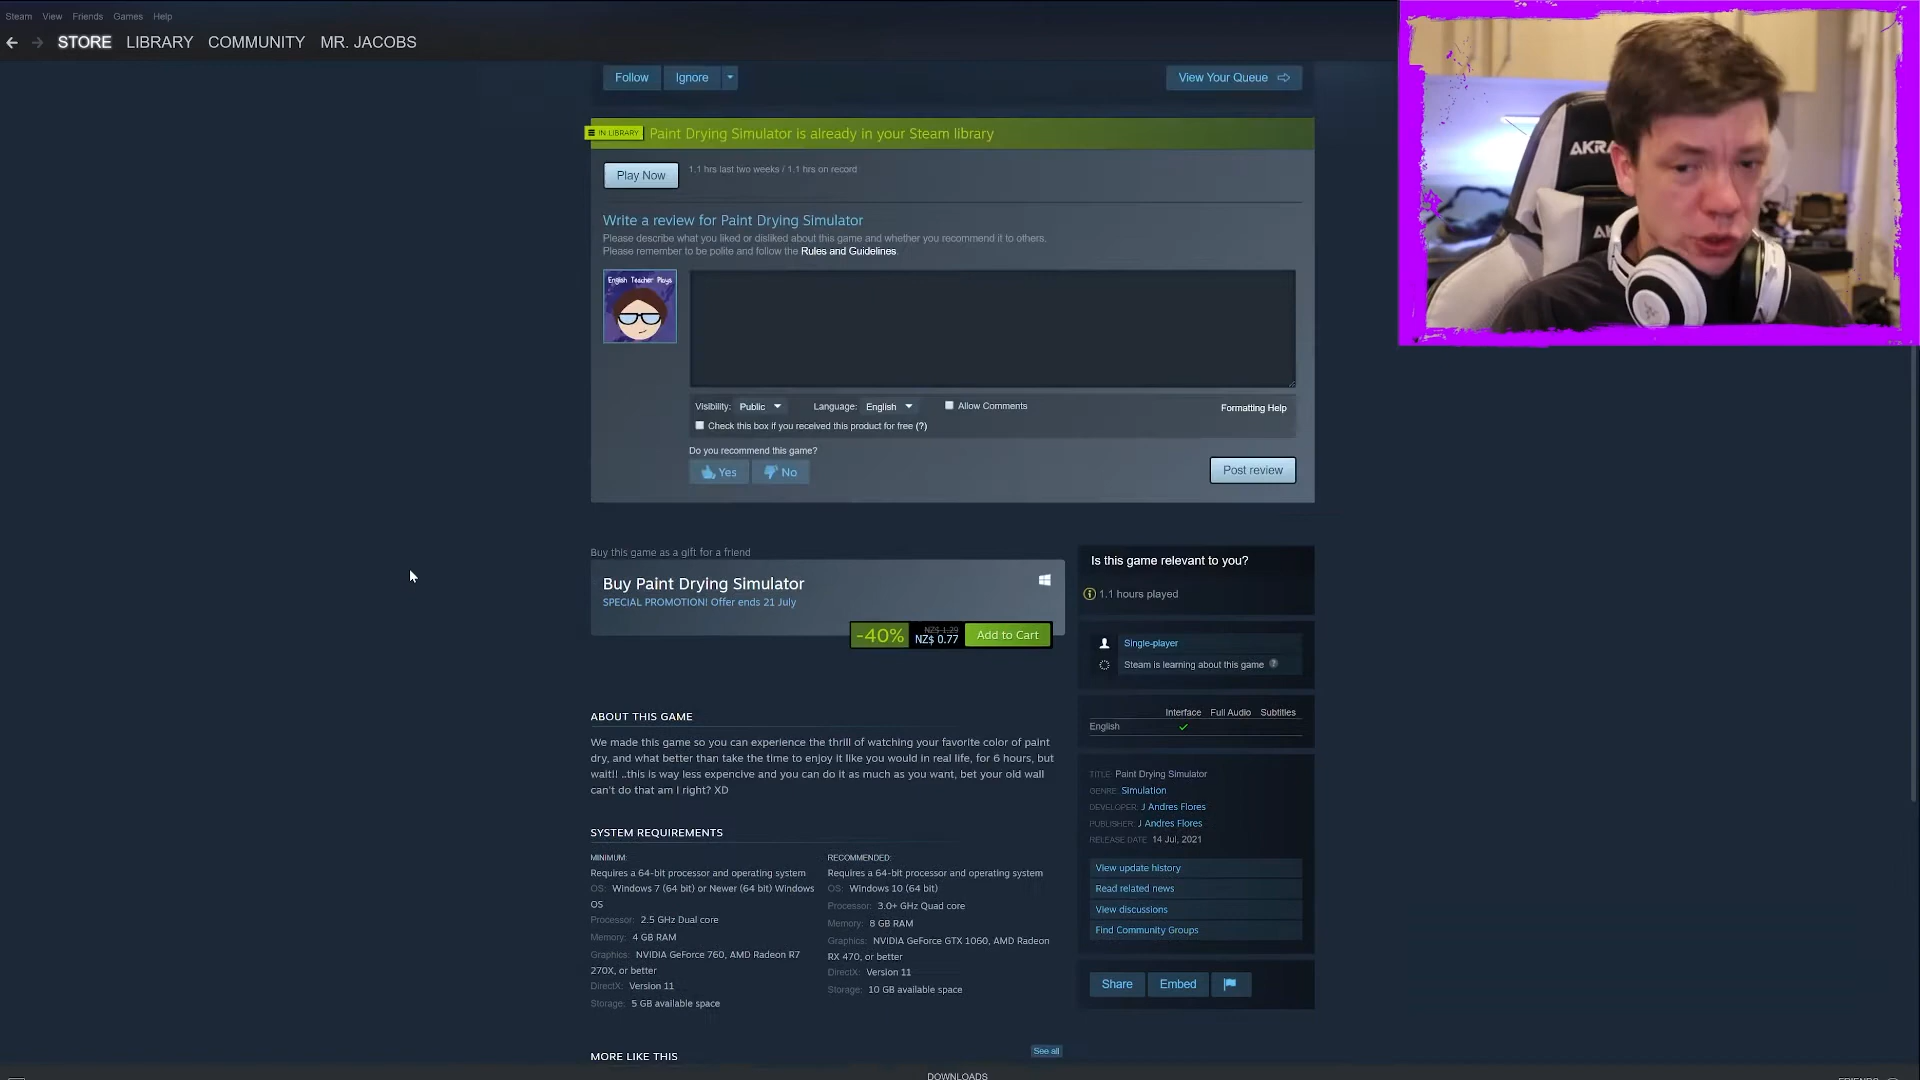 Steam View Friends Games Help
STORE LIBRARY COMMUNITY MR. JACOBS
Follow Ignore View Your Queue
IN LIBRARY Paint Drying Simulator is already in your Steam library
Play Now 1.1 hrs last two weeks / 1.1 hrs on record
Write a review for Paint Drying Simulator
Please describe what you liked or disliked about this game and whether you recommend it to others.
Please remember to be polite and follow the Rules and Guidelines.
English Teacher Plays
Visibility: Public Language: English Allow Comments Formatting Help
Check this box if you received this product for free (?)
Do you recommend this game?
Yes No Post review
Buy this game as a gift for a friend
Buy Paint Drying Simulator
SPECIAL PROMOTION! Offer ends 21 July
-40% NZ$ 1.29 NZ$ 0.77 Add to Cart
Is this game relevant to you?
1.1 hours played
Single-player
Steam is learning about this game ?
Interface Full Audio Subtitles
English ✓
ABOUT THIS GAME
We made this game so you can experience the thrill of watching your favorite color of paint
dry, and what better than take the time to enjoy it like you would in real life, for 6 hours, but
wait!! ..this is way less expencive and you can do it as much as you want, bet your old wall
can't do that am I right? XD
TITLE: Paint Drying Simulator
GENRE: Simulation
DEVELOPER: J Andres Flores
PUBLISHER: J Andres Flores
RELEASE DATE: 14 Jul, 2021
View update history
Read related news
View discussions
Find Community Groups
Share Embed
SYSTEM REQUIREMENTS
MINIMUM:
Requires a 64-bit processor and operating system
OS: Windows 7 (64 bit) or Newer (64 bit) Windows
OS
Processor: 2.5 GHz Dual core
Memory: 4 GB RAM
Graphics: NVIDIA GeForce 760, AMD Radeon R7
270X, or better
DirectX: Version 11
Storage: 5 GB available space
RECOMMENDED:
Requires a 64-bit processor and operating system
OS: Windows 10 (64 bit)
Processor: 3.0+ GHz Quad core
Memory: 8 GB RAM
Graphics: NVIDIA GeForce GTX 1060, AMD Radeon
RX 470, or better
DirectX: Version 11
Storage: 10 GB available space
MORE LIKE THIS See all
DOWNLOADS